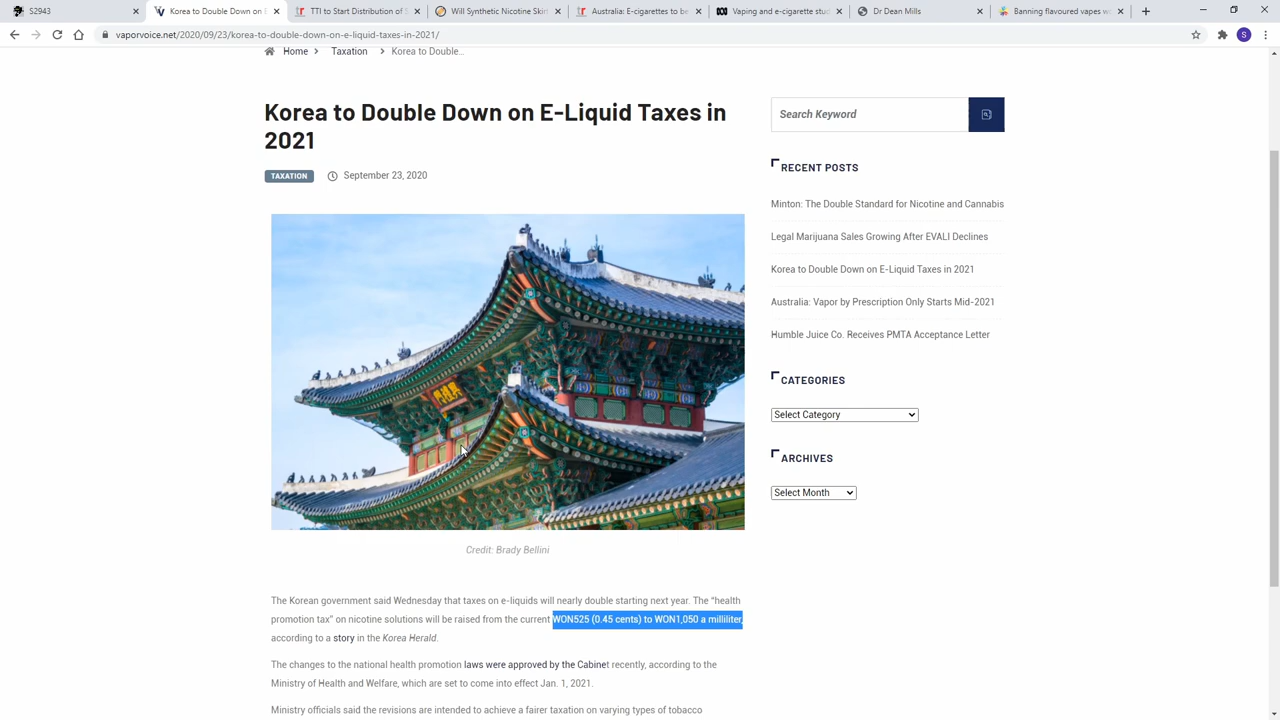 S2943
Korea to Double Down on E
TTI to Start Distribution of S
Will Synthetic Nicotine Skin
Australia: E-Cigarettes to be
Vaping and e-cigarette stud
Dr Dean Mills
Banning flavoured vapes w
vaporvoice.net/2020/09/23/korea-to-double-down-on-e-liquid-taxes-in-2021/
S
Home > Taxation > Korea to Double...
Korea to Double Down on E-Liquid Taxes in
2021
TAXATION September 23, 2020
Credit: Brady Bellini
The Korean government said Wednesday that taxes on e-liquids will nearly double starting next year. The “health
promotion tax” on nicotine solutions will be raised from the current WON525 (0.45 cents) to WON1,050 a milliliter,
according to a story in the Korea Herald.
The changes to the national health promotion laws were approved by the Cabinet recently, according to the
Ministry of Health and Welfare, which are set to come into effect Jan. 1, 2021.
Ministry officials said the revisions are intended to achieve a fairer taxation on varying types of tobacco
Search Keyword
RECENT POSTS
Minton: The Double Standard for Nicotine and Cannabis
Legal Marijuana Sales Growing After EVALI Declines
Korea to Double Down on E-Liquid Taxes in 2021
Australia: Vapor by Prescription Only Starts Mid-2021
Humble Juice Co. Receives PMTA Acceptance Letter
CATEGORIES
Select Category
ARCHIVES
Select Month